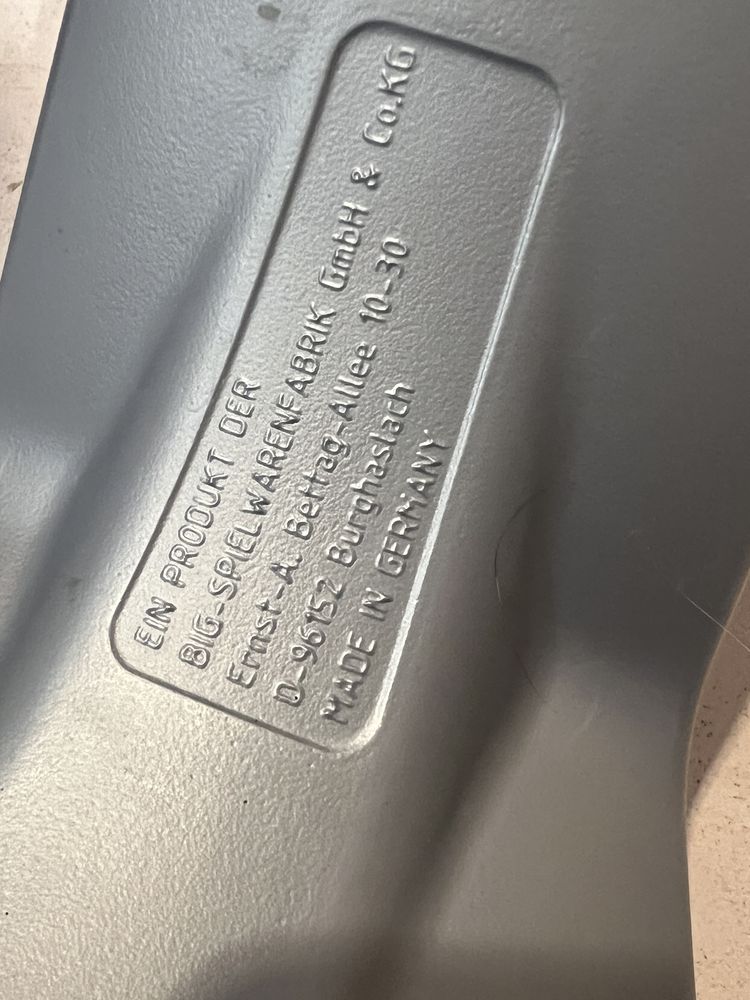 EIN PRODUKT DER
BIG-SPIELWARENFABRIK GmbH & Co.KG
Ernst-A. Bettag-Allee 10-30
D-96152 Burghaslach
MADE IN GERMANY